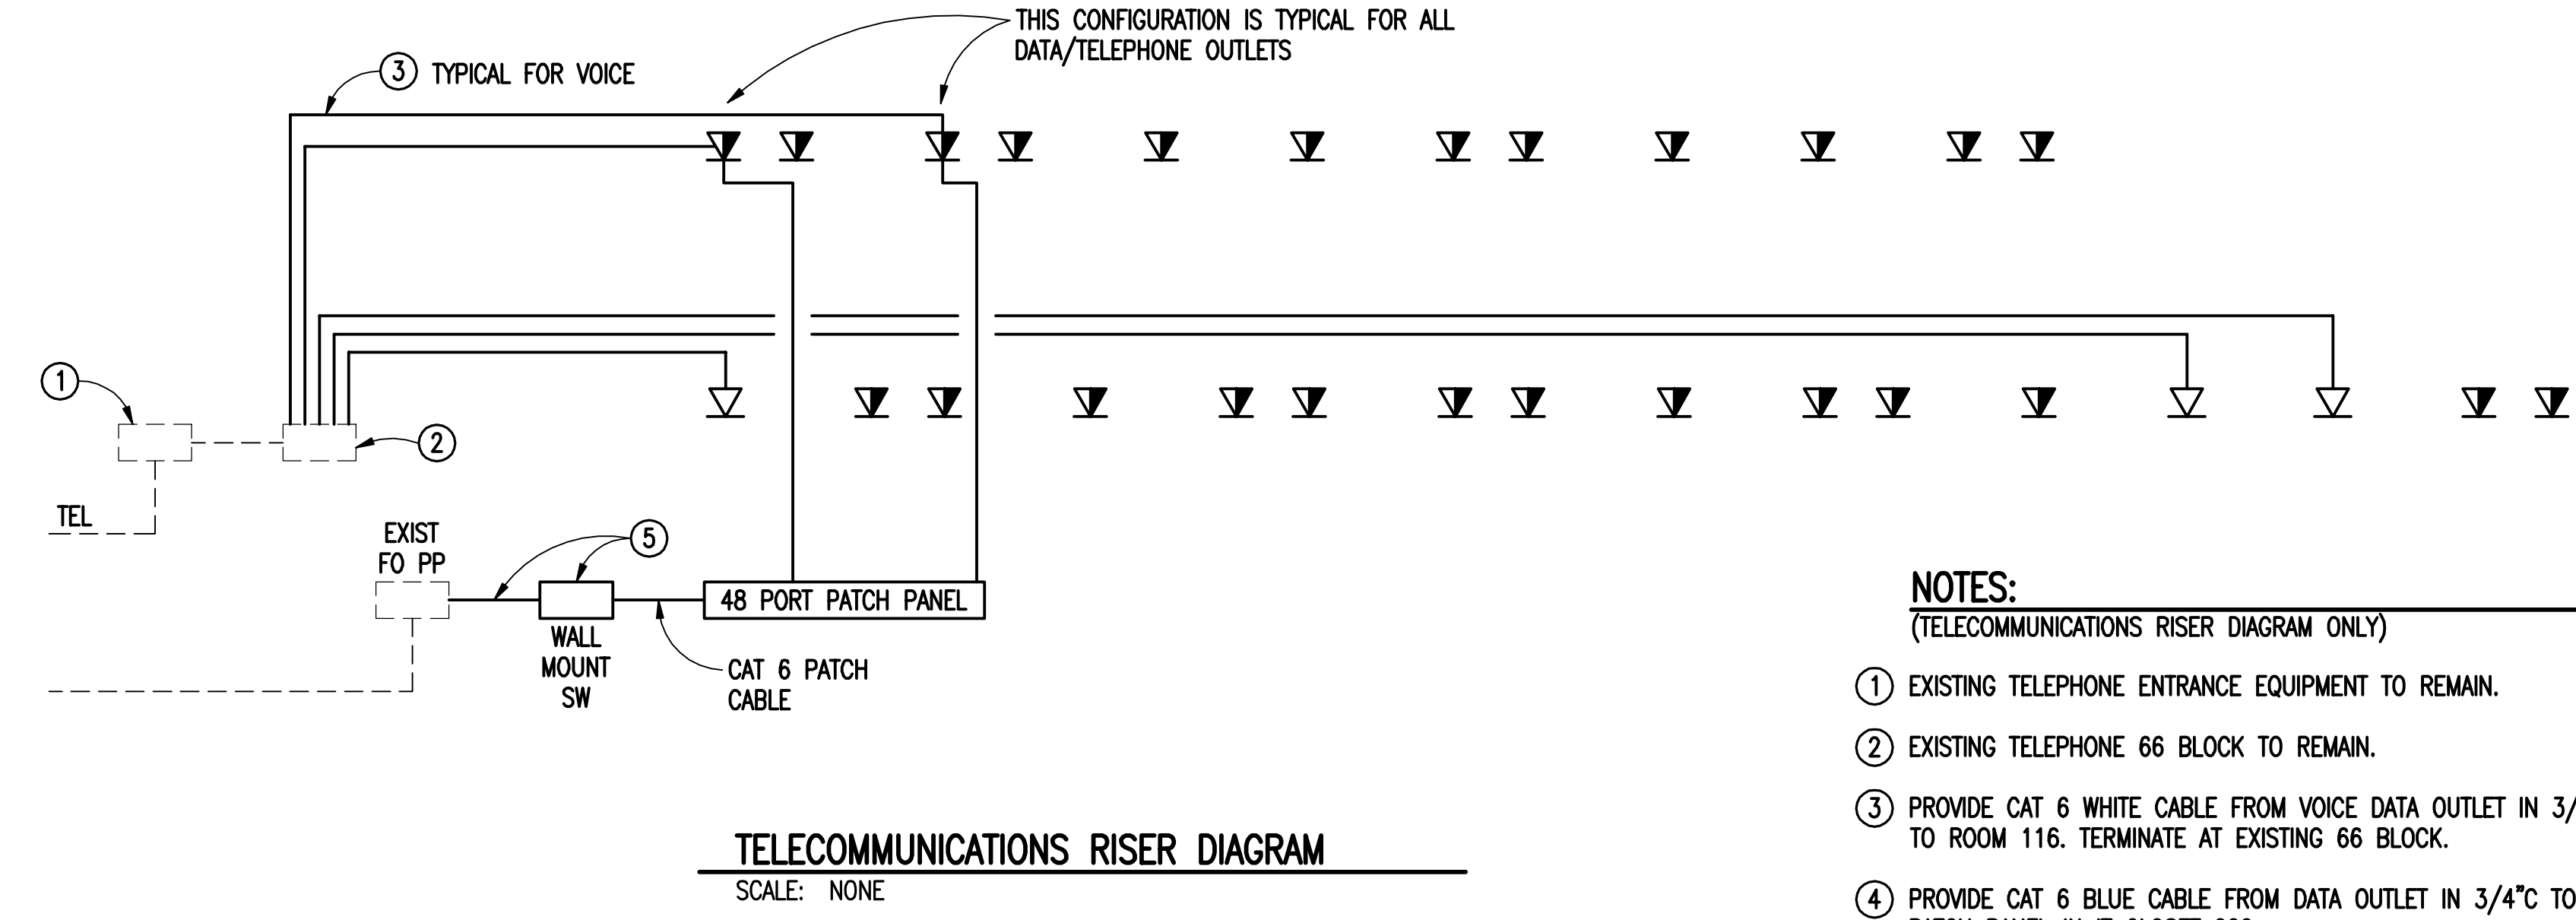 THIS CONFIGURATION IS TYPICAL FOR ALL
DATA/TELEPHONE OUTLETS
3 TYPICAL FOR VOICE
1
2
TEL
EXIST
FO PP
5
48 PORT PATCH PANEL
WALL
MOUNT
SW
CAT 6 PATCH
CABLE
TELECOMMUNICATIONS RISER DIAGRAM
SCALE: NONE
NOTES:
(TELECOMMUNICATIONS RISER DIAGRAM ONLY)
1 EXISTING TELEPHONE ENTRANCE EQUIPMENT TO REMAIN.
2 EXISTING TELEPHONE 66 BLOCK TO REMAIN.
3 PROVIDE CAT 6 WHITE CABLE FROM VOICE DATA OUTLET IN 3/
TO ROOM 116. TERMINATE AT EXISTING 66 BLOCK.
4 PROVIDE CAT 6 BLUE CABLE FROM DATA OUTLET IN 3/4"C TO